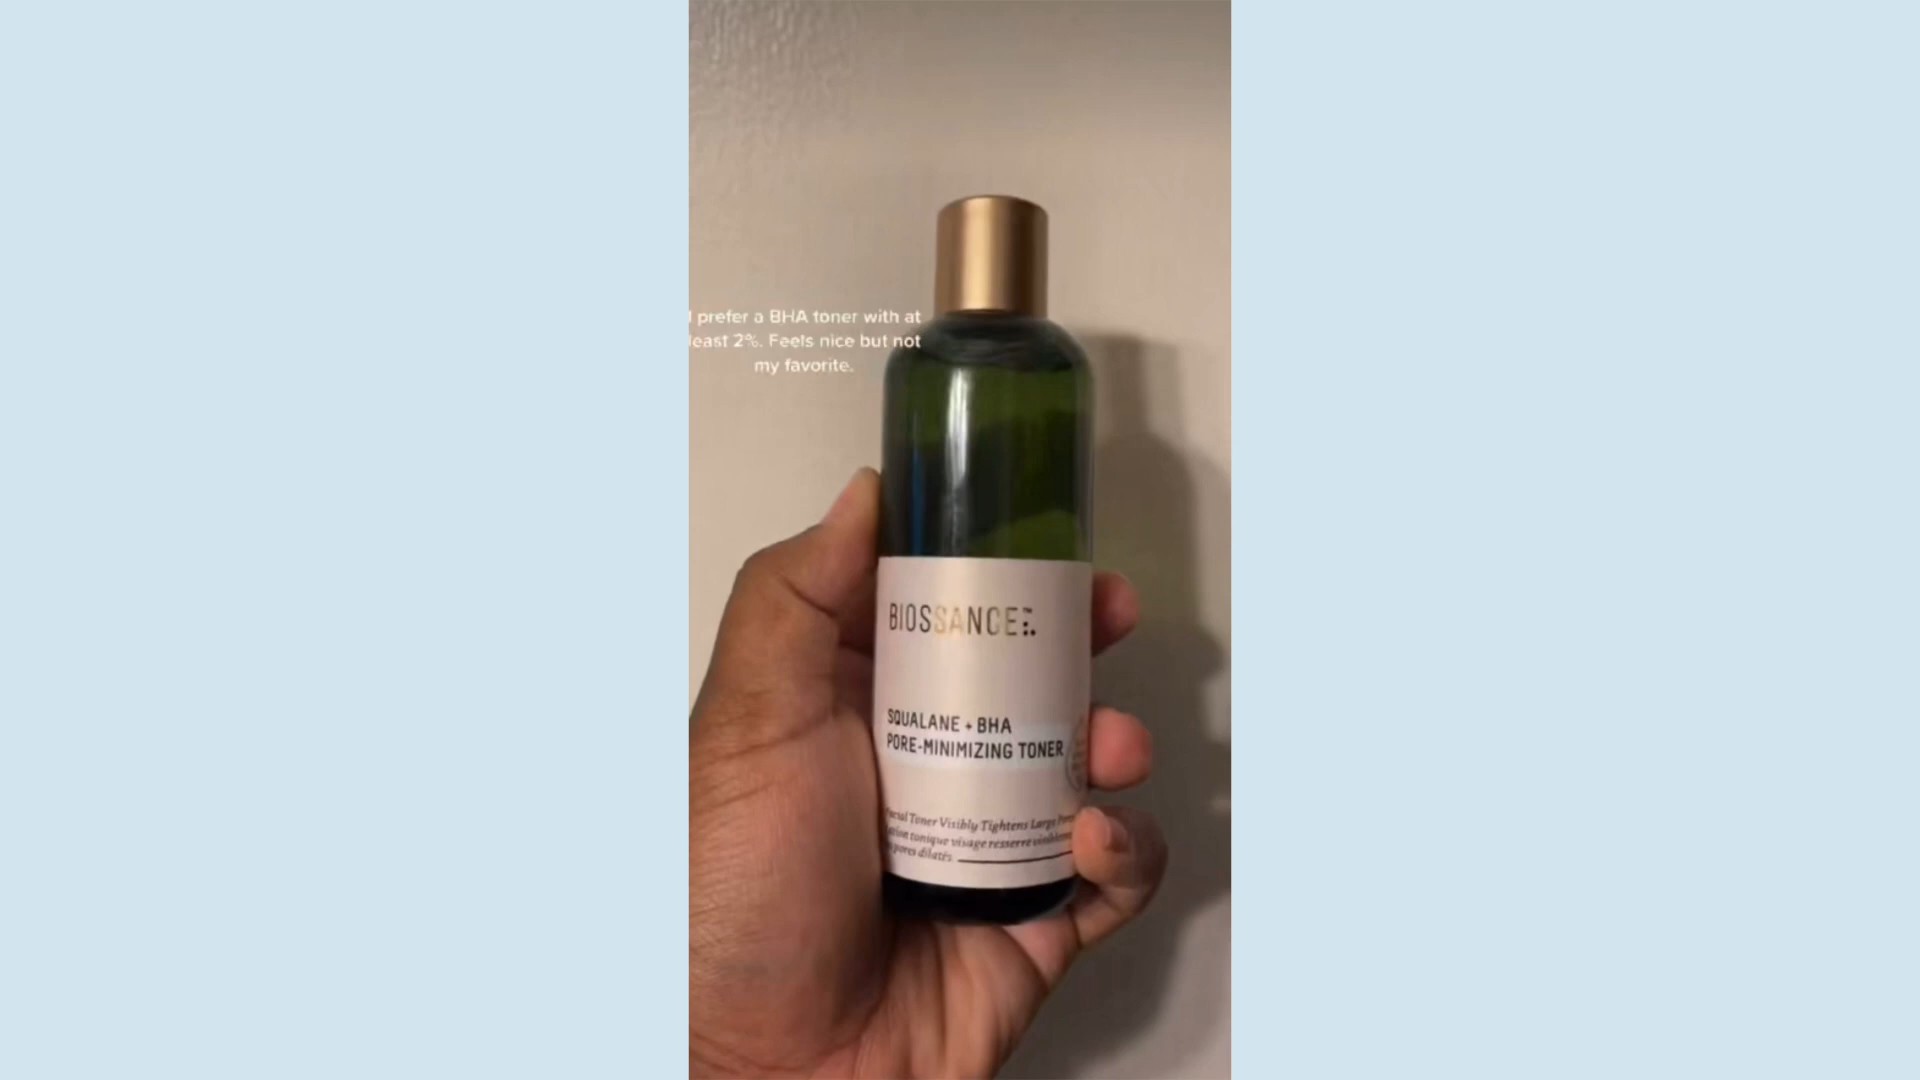 I prefer a BHA toner with at
least 2%. Feels nice but not
my favorite.
BIOSSANCE™
SQUALANE + BHA
PORE-MINIMIZING TONER
Facial Toner Visibly Tightens Large
tonique visage resserre
pores dilatés